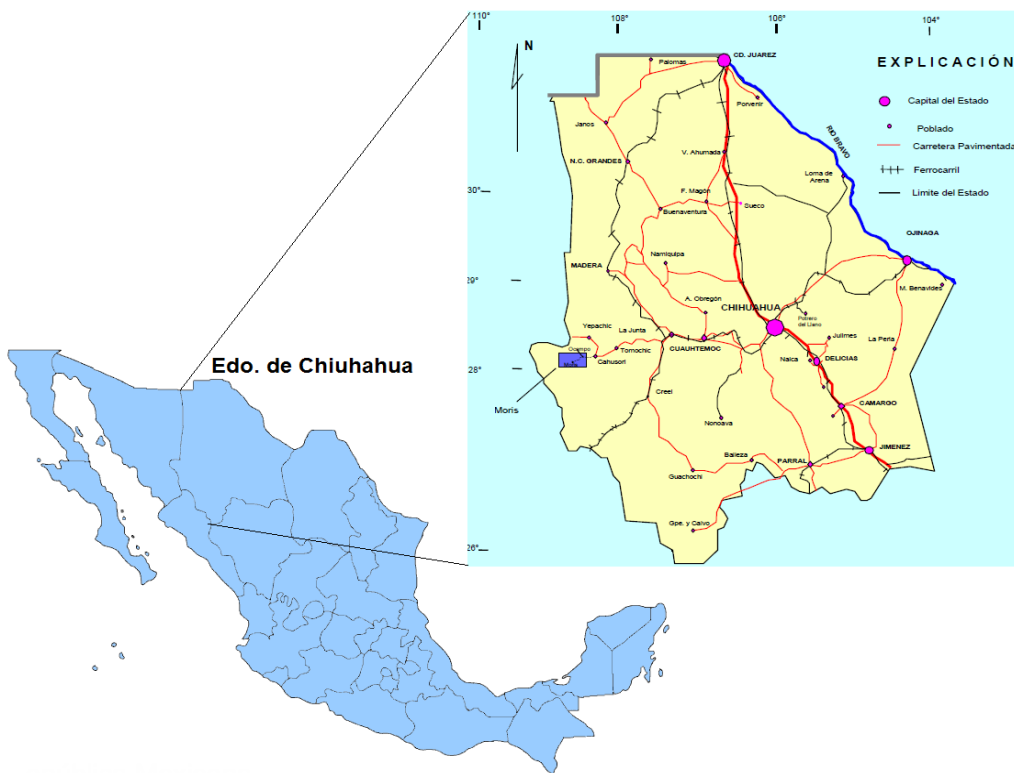 110°
108°
106°
104°
N
CD. JUAREZ
Palomas
EXPLICACIÓN
Porvenir
Capital del Estado
Janos
Poblado
RIO BRAVO
Carretera Pavimentada
V. Ahumada
N.C. GRANDES
Ferrocarril
Loma de
Arena
30°
F. Magón
Limite del Estado
Sueco
Buenaventura
OJINAGA
Namiquipa
MADERA
29°
M. Benavides
A. Obregón
CHIHUAHUA
Potrero
del Llano
Yepachic
La Junta
Julimes
La Perla
Ocampo
Tomochic
CUAUHTEMOC
Naica
DELICIAS
Cahusori
Edo. de Chiuhahua
Moris
28°
Creel
CAMARGO
Moris
Nonoava
JIMENEZ
Balleza
PARRAL
Guachochi
Gpe. y Calvo
26°